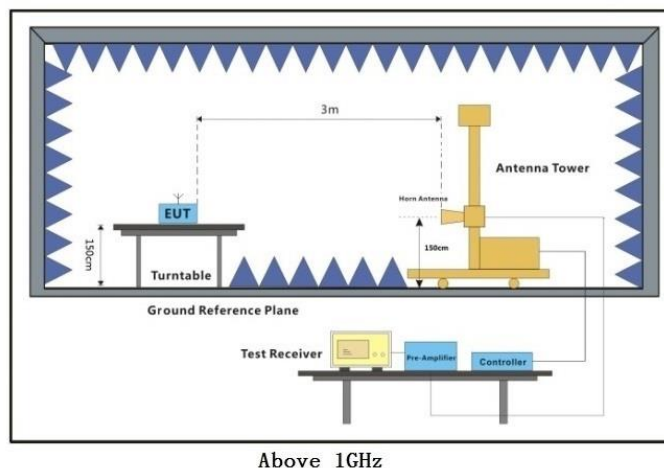 3m
Antenna Tower
Horn Antenna
EUT
150cm
150cm
Turntable
Ground Reference Plane
Test Receiver
Pre-Amplifier
Controller
Above 1GHz